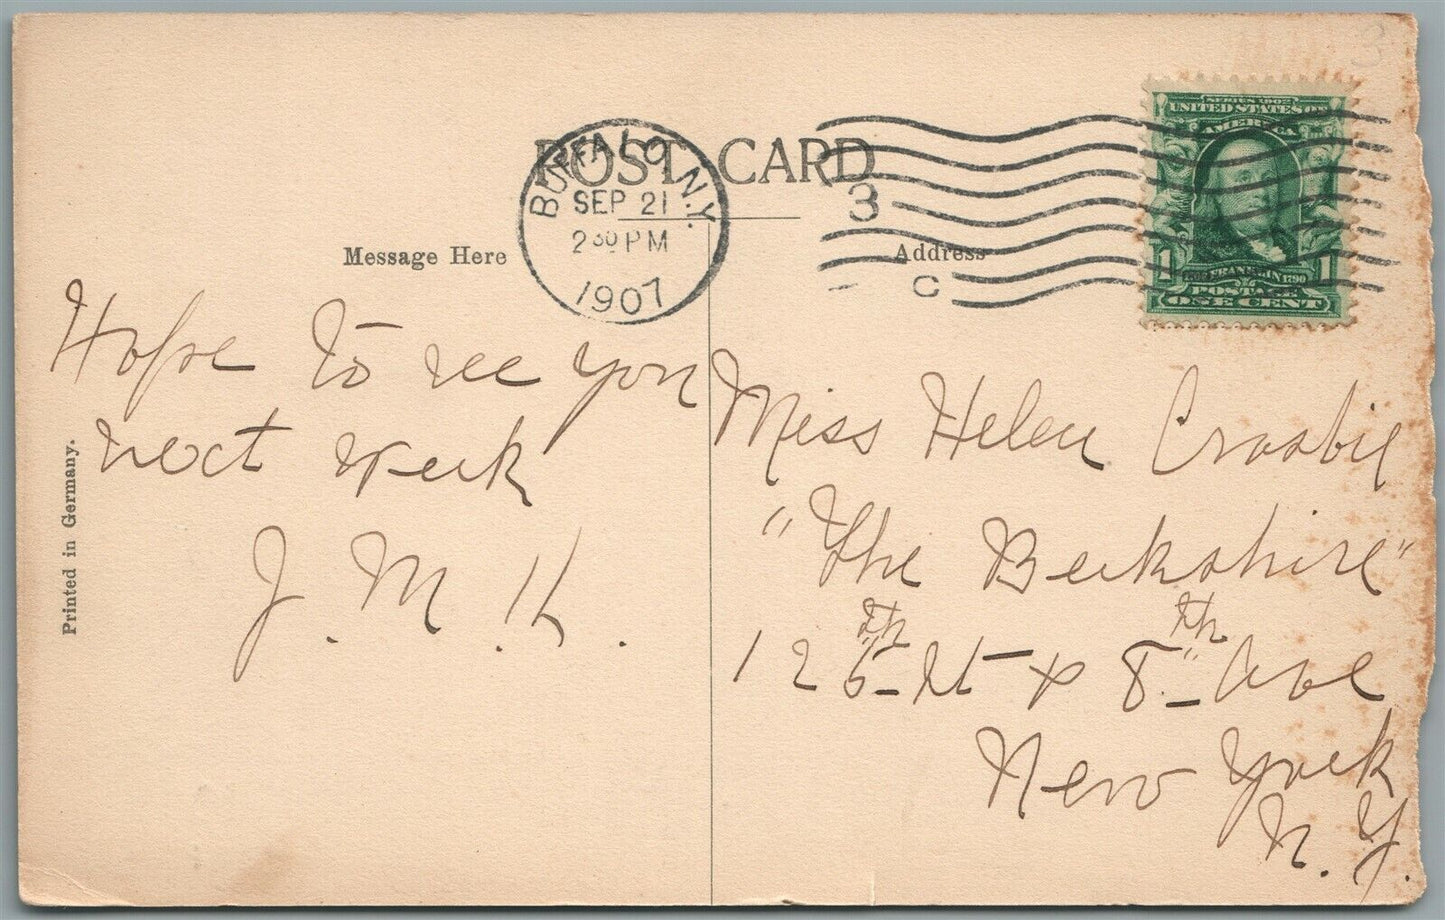 POST CARD
BUFFALO, N.Y.
SEP 21
2 30 PM
1907
3
C
SERIES 1902
UNITED STATES OF
AMERICA
1 FRANKLIN 1790 1
POSTAGE
ONE CENT
Message Here
Address
Printed in Germany.
Hope to see you
next week
J. M. K.
Miss Helen Crosbie
"The Berkshire"
126th St & 8th Ave
New York
N. Y.